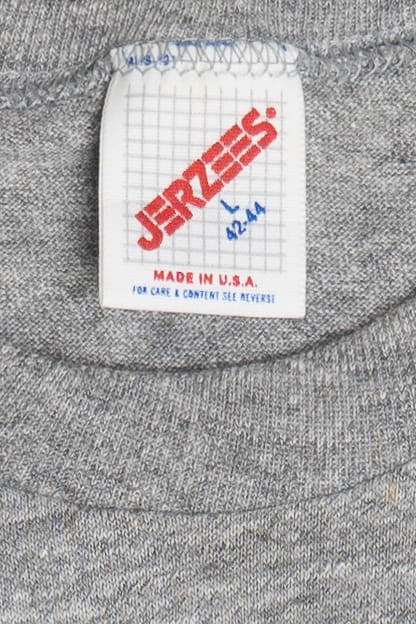 JERZEES
L
42-44
MADE IN U.S.A.
FOR CARE & CONTENT SEE REVERSE